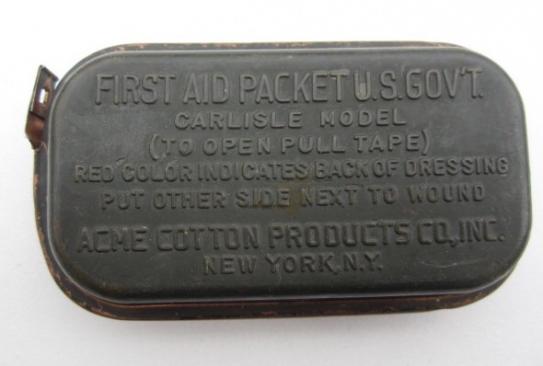 FIRST AID PACKET U.S. GOV'T.
CARLISLE MODEL
(TO OPEN PULL TAPE)
RED COLOR INDICATES BACK OF DRESSING
PUT OTHER SIDE NEXT TO WOUND
ACME COTTON PRODUCTS CO., INC.
NEW YORK, N.Y.